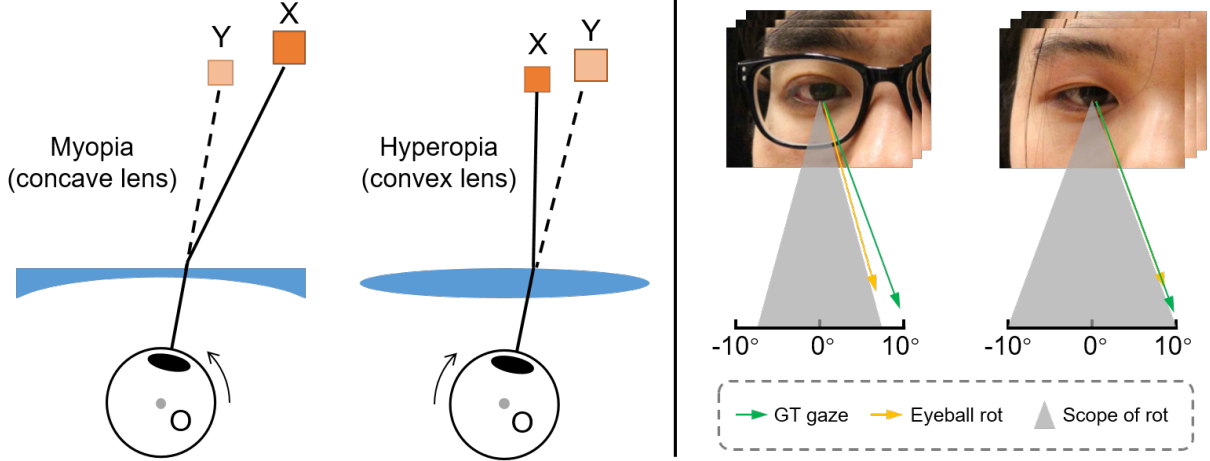 Y
X
Myopia
(concave lens)
O
X
Y
Hyperopia
(convex lens)
O
-10° 0° 10°
-10° 0° 10°
GT gaze Eyeball rot Scope of rot